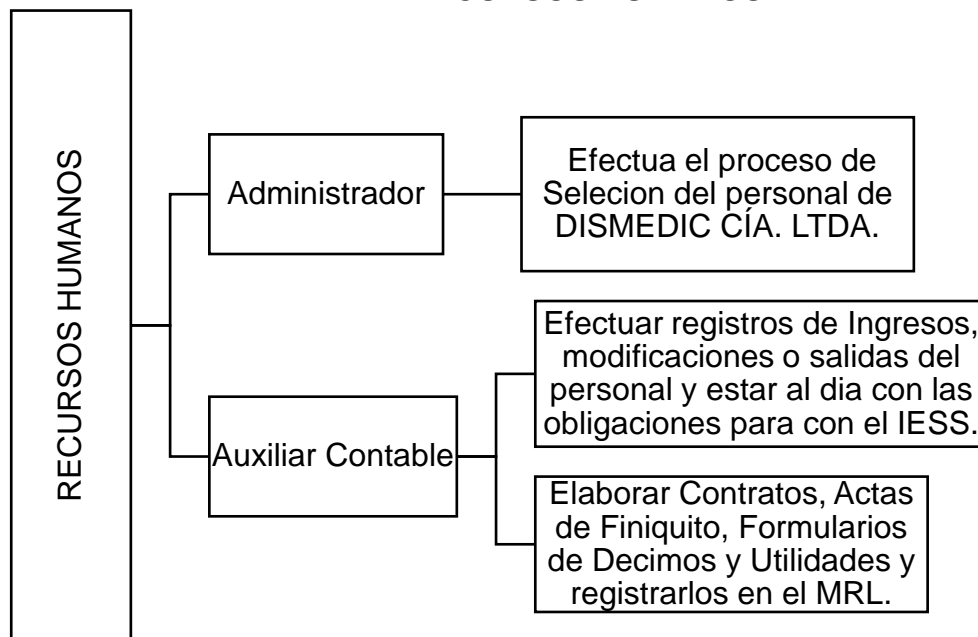 RECURSOS HUMANOS
Administrador
Efectua el proceso de
Selecion del personal de
DISMEDIC CÍA. LTDA.
Auxiliar Contable
Efectuar registros de Ingresos,
modificaciones o salidas del
personal y estar al dia con las
obligaciones para con el IESS.
Elaborar Contratos, Actas
de Finiquito, Formularios
de Decimos y Utilidades y
registrarlos en el MRL.